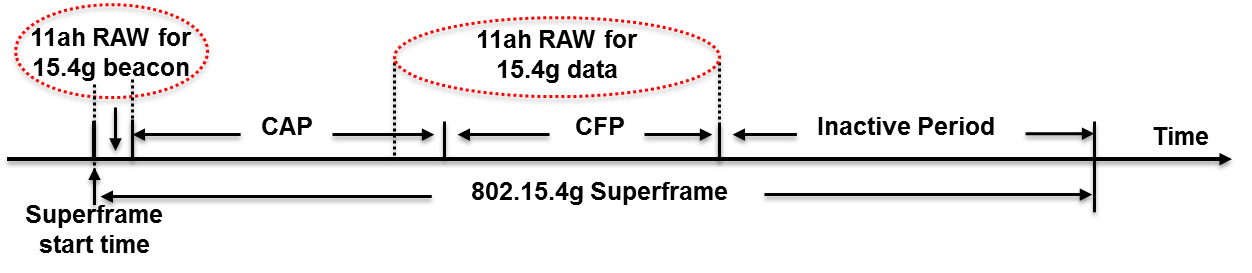 11ah RAW for
15.4g beacon
11ah RAW for
15.4g data
CAP
CFP
Inactive Period
Time
802.15.4g Superframe
Superframe
start time